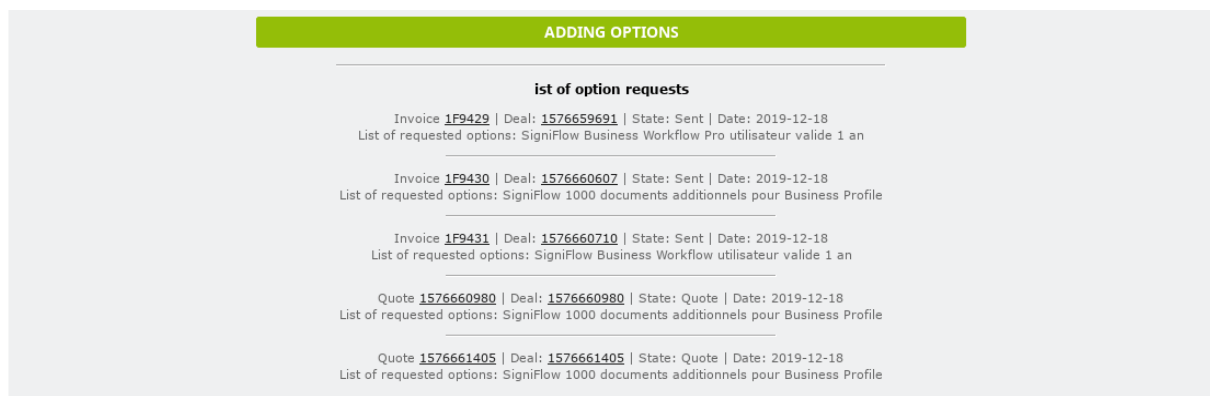 ADDING OPTIONS
ist of option requests
Invoice 1F9429 | Deal: 1576659691 | State: Sent | Date: 2019-12-18
List of requested options: SigniFlow Business Workflow Pro utilisateur valide 1 an
Invoice 1F9430 | Deal: 1576660607 | State: Sent | Date: 2019-12-18
List of requested options: SigniFlow 1000 documents additionnels pour Business Profile
Invoice 1F9431 | Deal: 1576660710 | State: Sent | Date: 2019-12-18
List of requested options: SigniFlow Business Workflow utilisateur valide 1 an
Quote 1576660980 | Deal: 1576660980 | State: Quote | Date: 2019-12-18
List of requested options: SigniFlow 1000 documents additionnels pour Business Profile
Quote 1576661405 | Deal: 1576661405 | State: Quote | Date: 2019-12-18
List of requested options: SigniFlow 1000 documents additionnels pour Business Profile